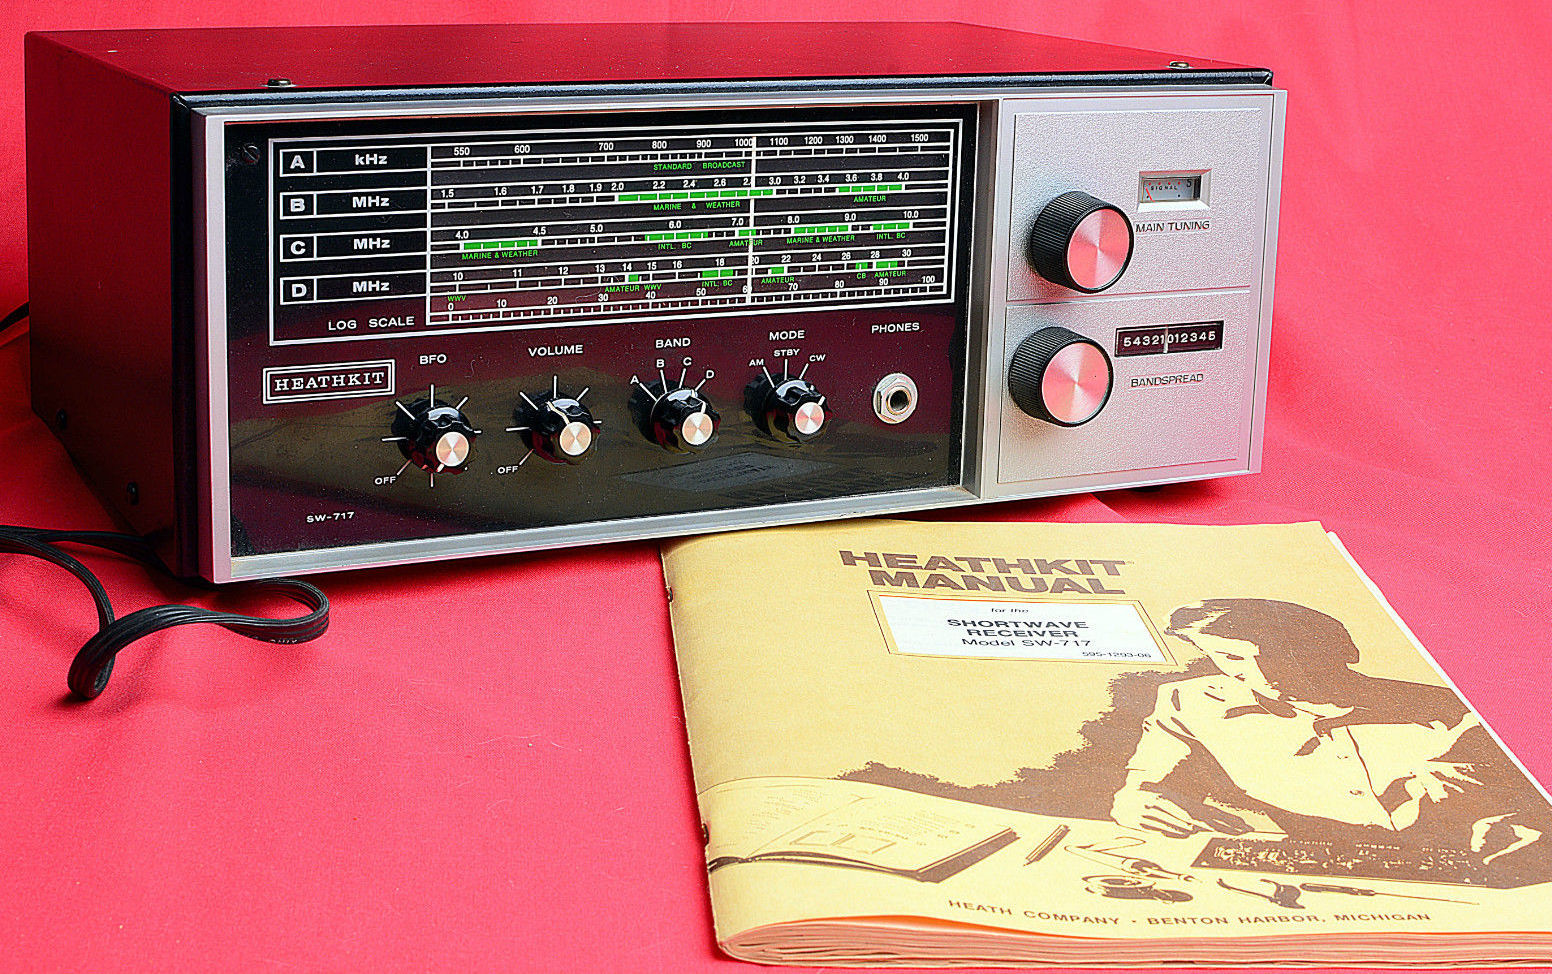 A kHz 550 600 700 800 900 1000 1100 1200 1300 1400 1500
STANDARD BROADCAST
B MHz 1.5 1.6 1.7 1.8 1.9 2.0 2.2 2.4 2.6 3.0 3.2 3.4 3.6 3.8 4.0
MARINE & WEATHER AMATEUR
C MHz 4.0 4.5 5.0 6.0 7.0 8.0 9.0 10.0
MARINE & WEATHER INTL. BC AMATEUR MARINE & WEATHER INTL. BC
D MHz 10 11 12 13 14 15 16 18 20 22 24 26 28 30
WWV AMATEUR WWV INTL. BC AMATEUR CB AMATEUR
LOG SCALE 0 10 20 30 40 50 70 80 90 100
HEATHKIT
BFO
OFF
VOLUME
OFF
BAND
A B C D
MODE
AM STBY CW
PHONES
SW-717
SIGNAL 5
MAIN TUNING
54321012345
BANDSPREAD
HEATHKIT®
MANUAL
for the
SHORTWAVE
RECEIVER
Model SW-717
595-1293-06
HEATH COMPANY • BENTON HARBOR, MICHIGAN